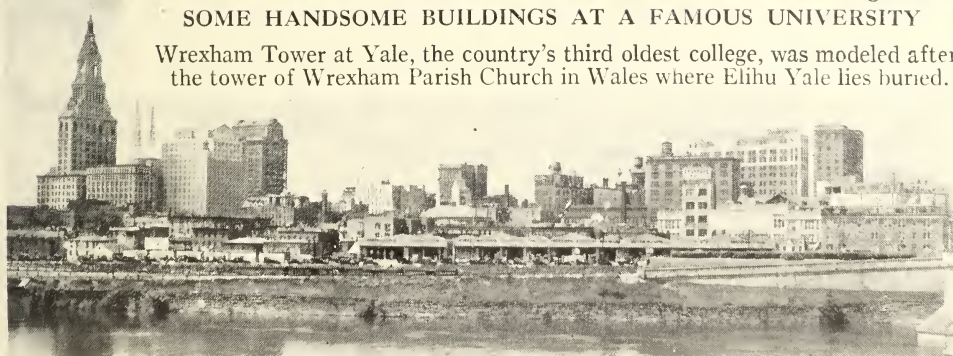 SOME HANDSOME BUILDINGS AT A FAMOUS UNIVERSITY
Wrexham Tower at Yale, the country's third oldest college, was modeled after
the tower of Wrexham Parish Church in Wales where Elihu Yale lies buried.